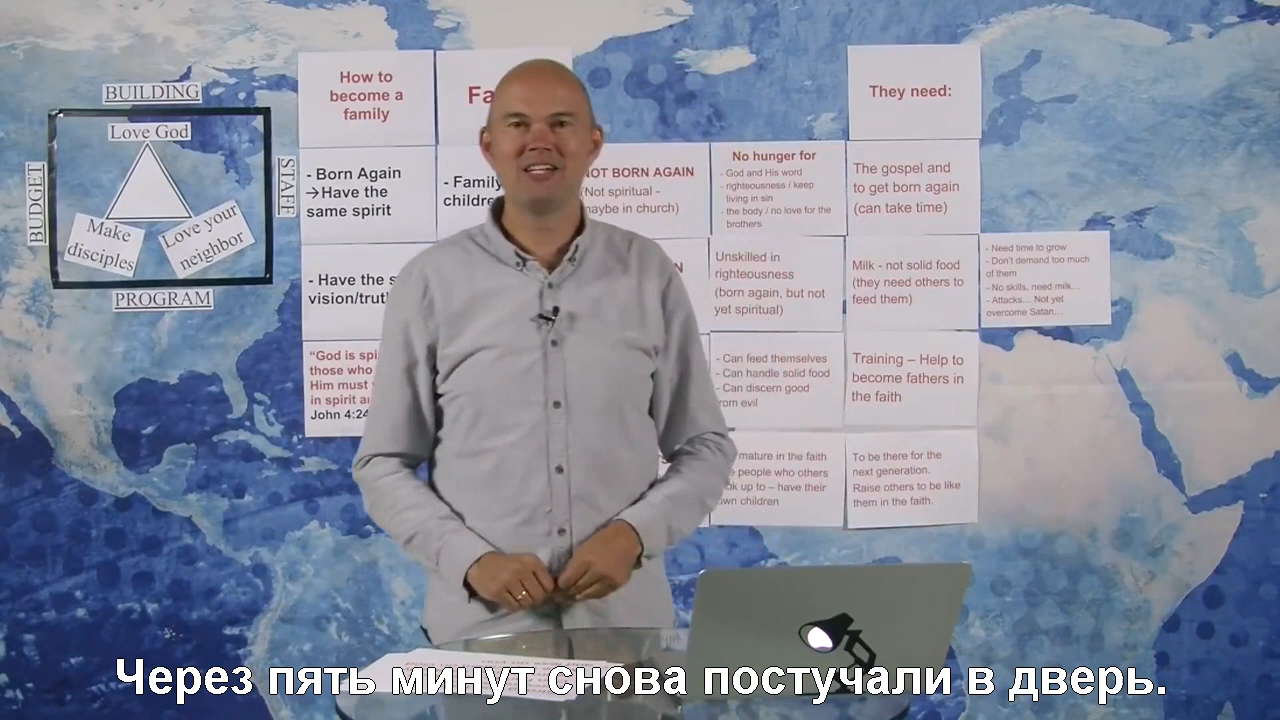 BUILDING
Love God
BUDGET
STAFF
Make
disciples
Love your
neighbor
PROGRAM
How to
become a
family
They need:
- Born Again
→Have the
same spirit
- Family
NOT BORN AGAIN
(Not spiritual -
maybe in church)
No hunger for
- God and His word
- righteousness / keep
living in sin
- the body / no love for the
brothers
The gospel and
to get born again
(can take time)
- Have the
Unskilled in
righteousness
(born again, but not
yet spiritual)
Milk - not solid food
(they need others to
feed them)
- Need time to grow
- Don't demand too much
of them
- No skills, need milk...
- Attacks... Not yet
overcome Satan...
"God is
those who
Him must
in spirit
John 4:24
- Can feed themselves
- Can handle solid food
- Can discern good
from evil
Training – Help to
become fathers in
the faith
mature in the faith
people who others
up to – have their
own children
To be there for the
next generation.
Raise others to be like
them in the faith.
Через пять минут снова постучали в дверь.